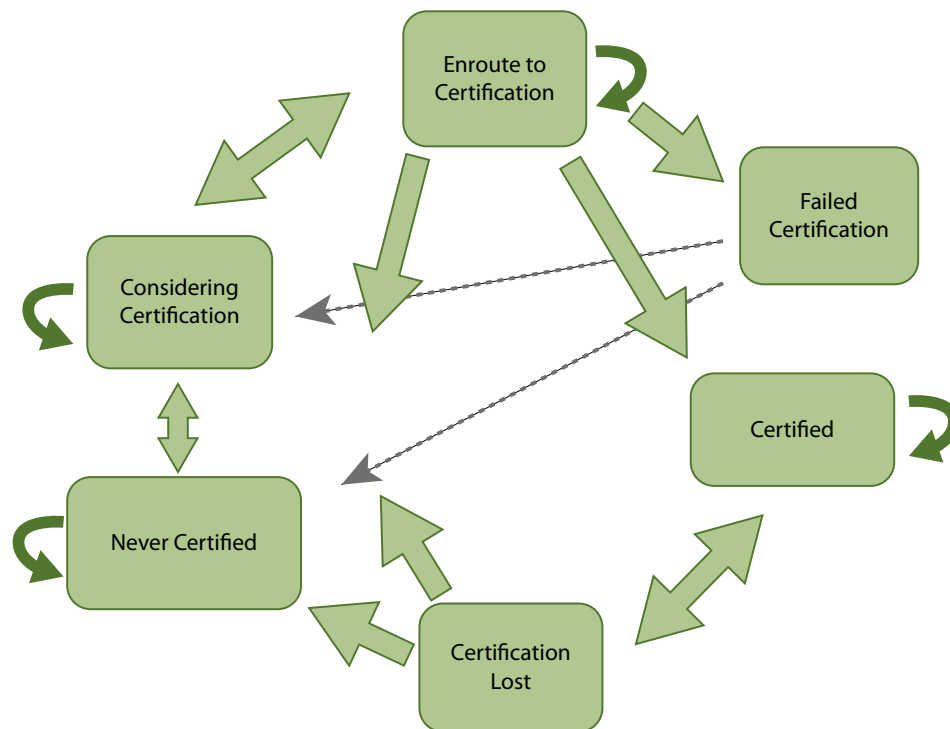 Enroute to
Certification
Failed
Certification
Considering
Certification
Certified
Never Certified
Certification
Lost